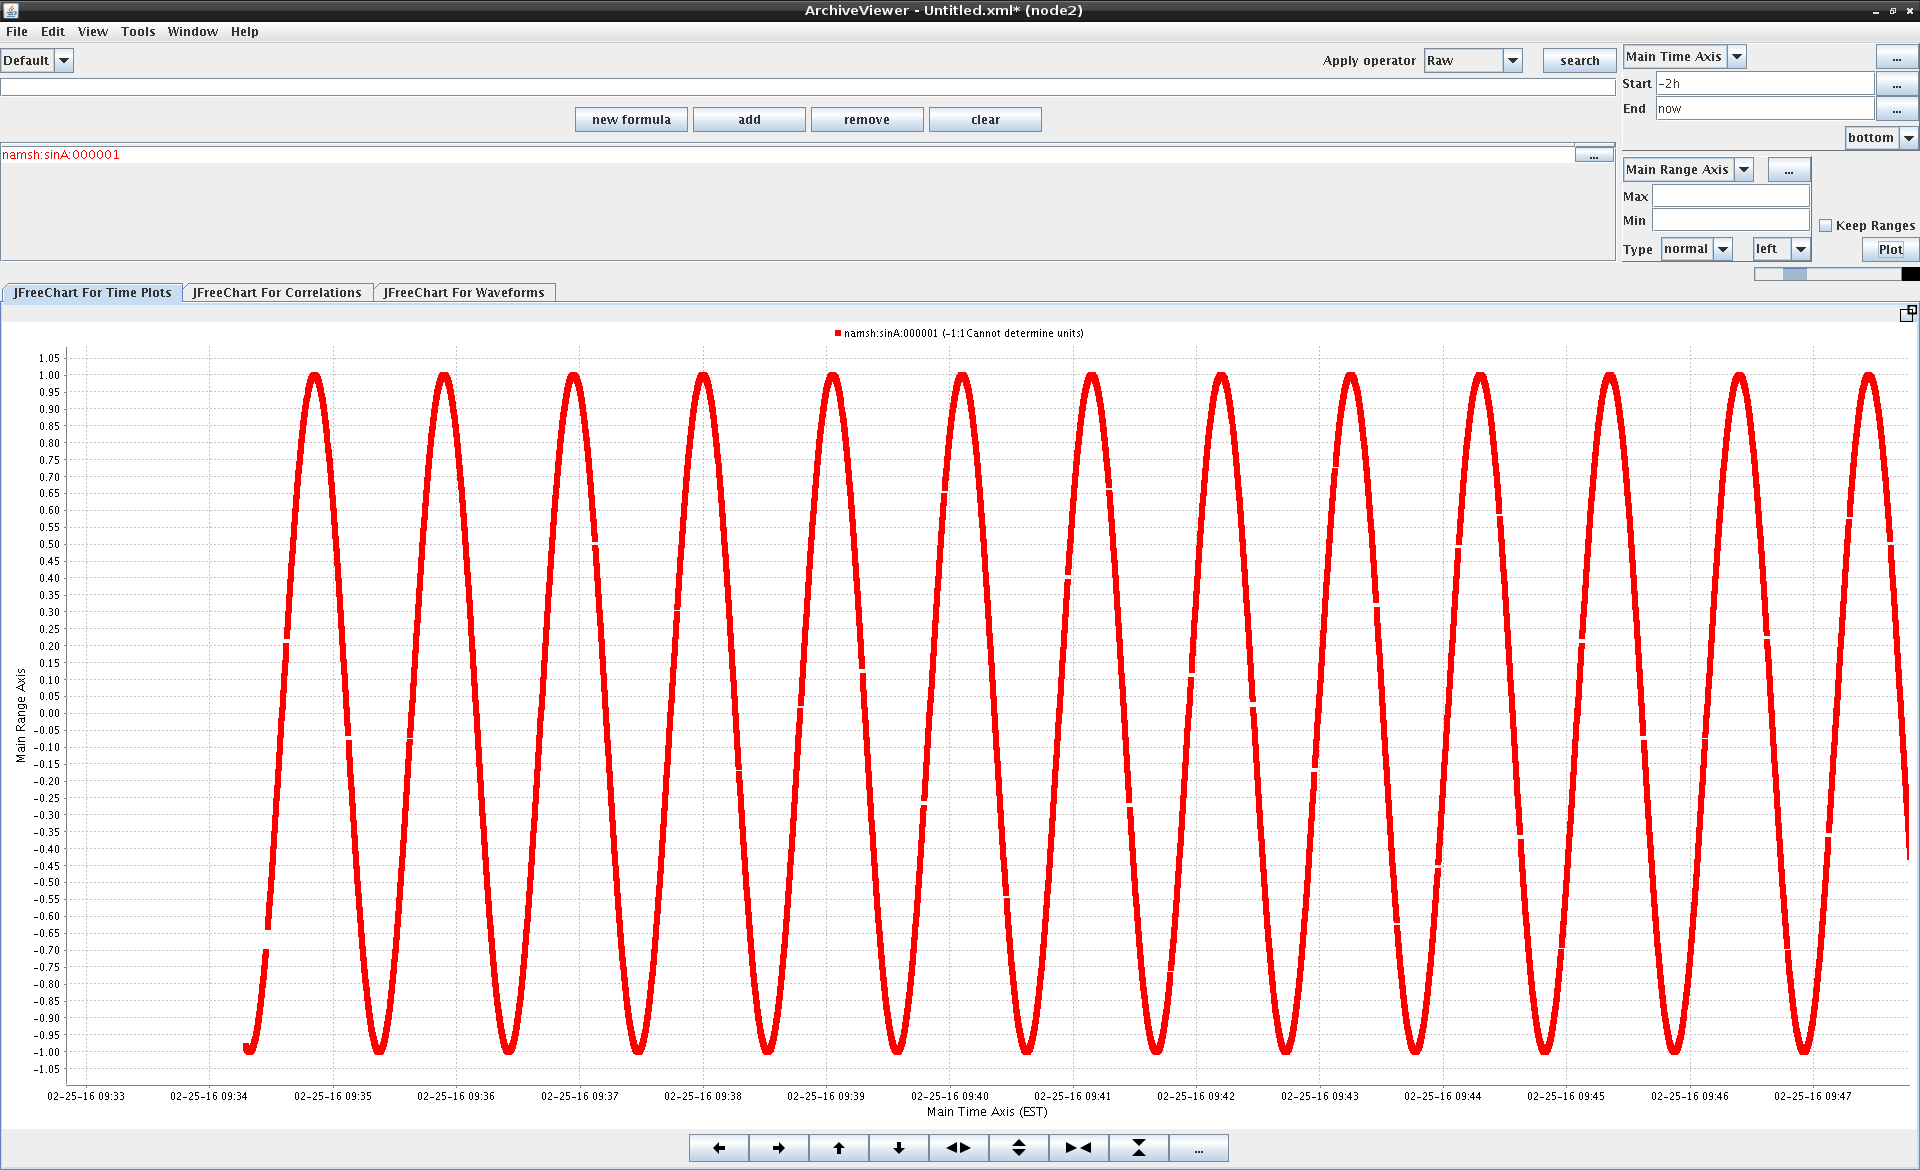 ArchiveViewer - Untitled.xml* (node2)
File Edit View Tools Window Help
Default Apply operator Raw search
new formula add remove clear
namsh:sinA:000001 ...
Main Time Axis ...
Start -2h ...
End now ...
bottom
Main Range Axis ...
Max
Min
Keep Ranges
Type normal left Plot
JFreeChart For Time Plots JFreeChart For Correlations JFreeChart For Waveforms
namsh:sinA:000001 (-1:1Cannot determine units)
Main Range Axis
1.05
1.00
0.95
0.90
0.85
0.80
0.75
0.70
0.65
0.60
0.55
0.50
0.45
0.40
0.35
0.30
0.25
0.20
0.15
0.10
0.05
0.00
-0.05
-0.10
-0.15
-0.20
-0.25
-0.30
-0.35
-0.40
-0.45
-0.50
-0.55
-0.60
-0.65
-0.70
-0.75
-0.80
-0.85
-0.90
-0.95
-1.00
-1.05
02-25-16 09:33 02-25-16 09:34 02-25-16 09:35 02-25-16 09:36 02-25-16 09:37 02-25-16 09:38 02-25-16 09:39 02-25-16 09:40 02-25-16 09:41 02-25-16 09:42 02-25-16 09:43 02-25-16 09:44 02-25-16 09:45 02-25-16 09:46 02-25-16 09:47
Main Time Axis (EST)
...